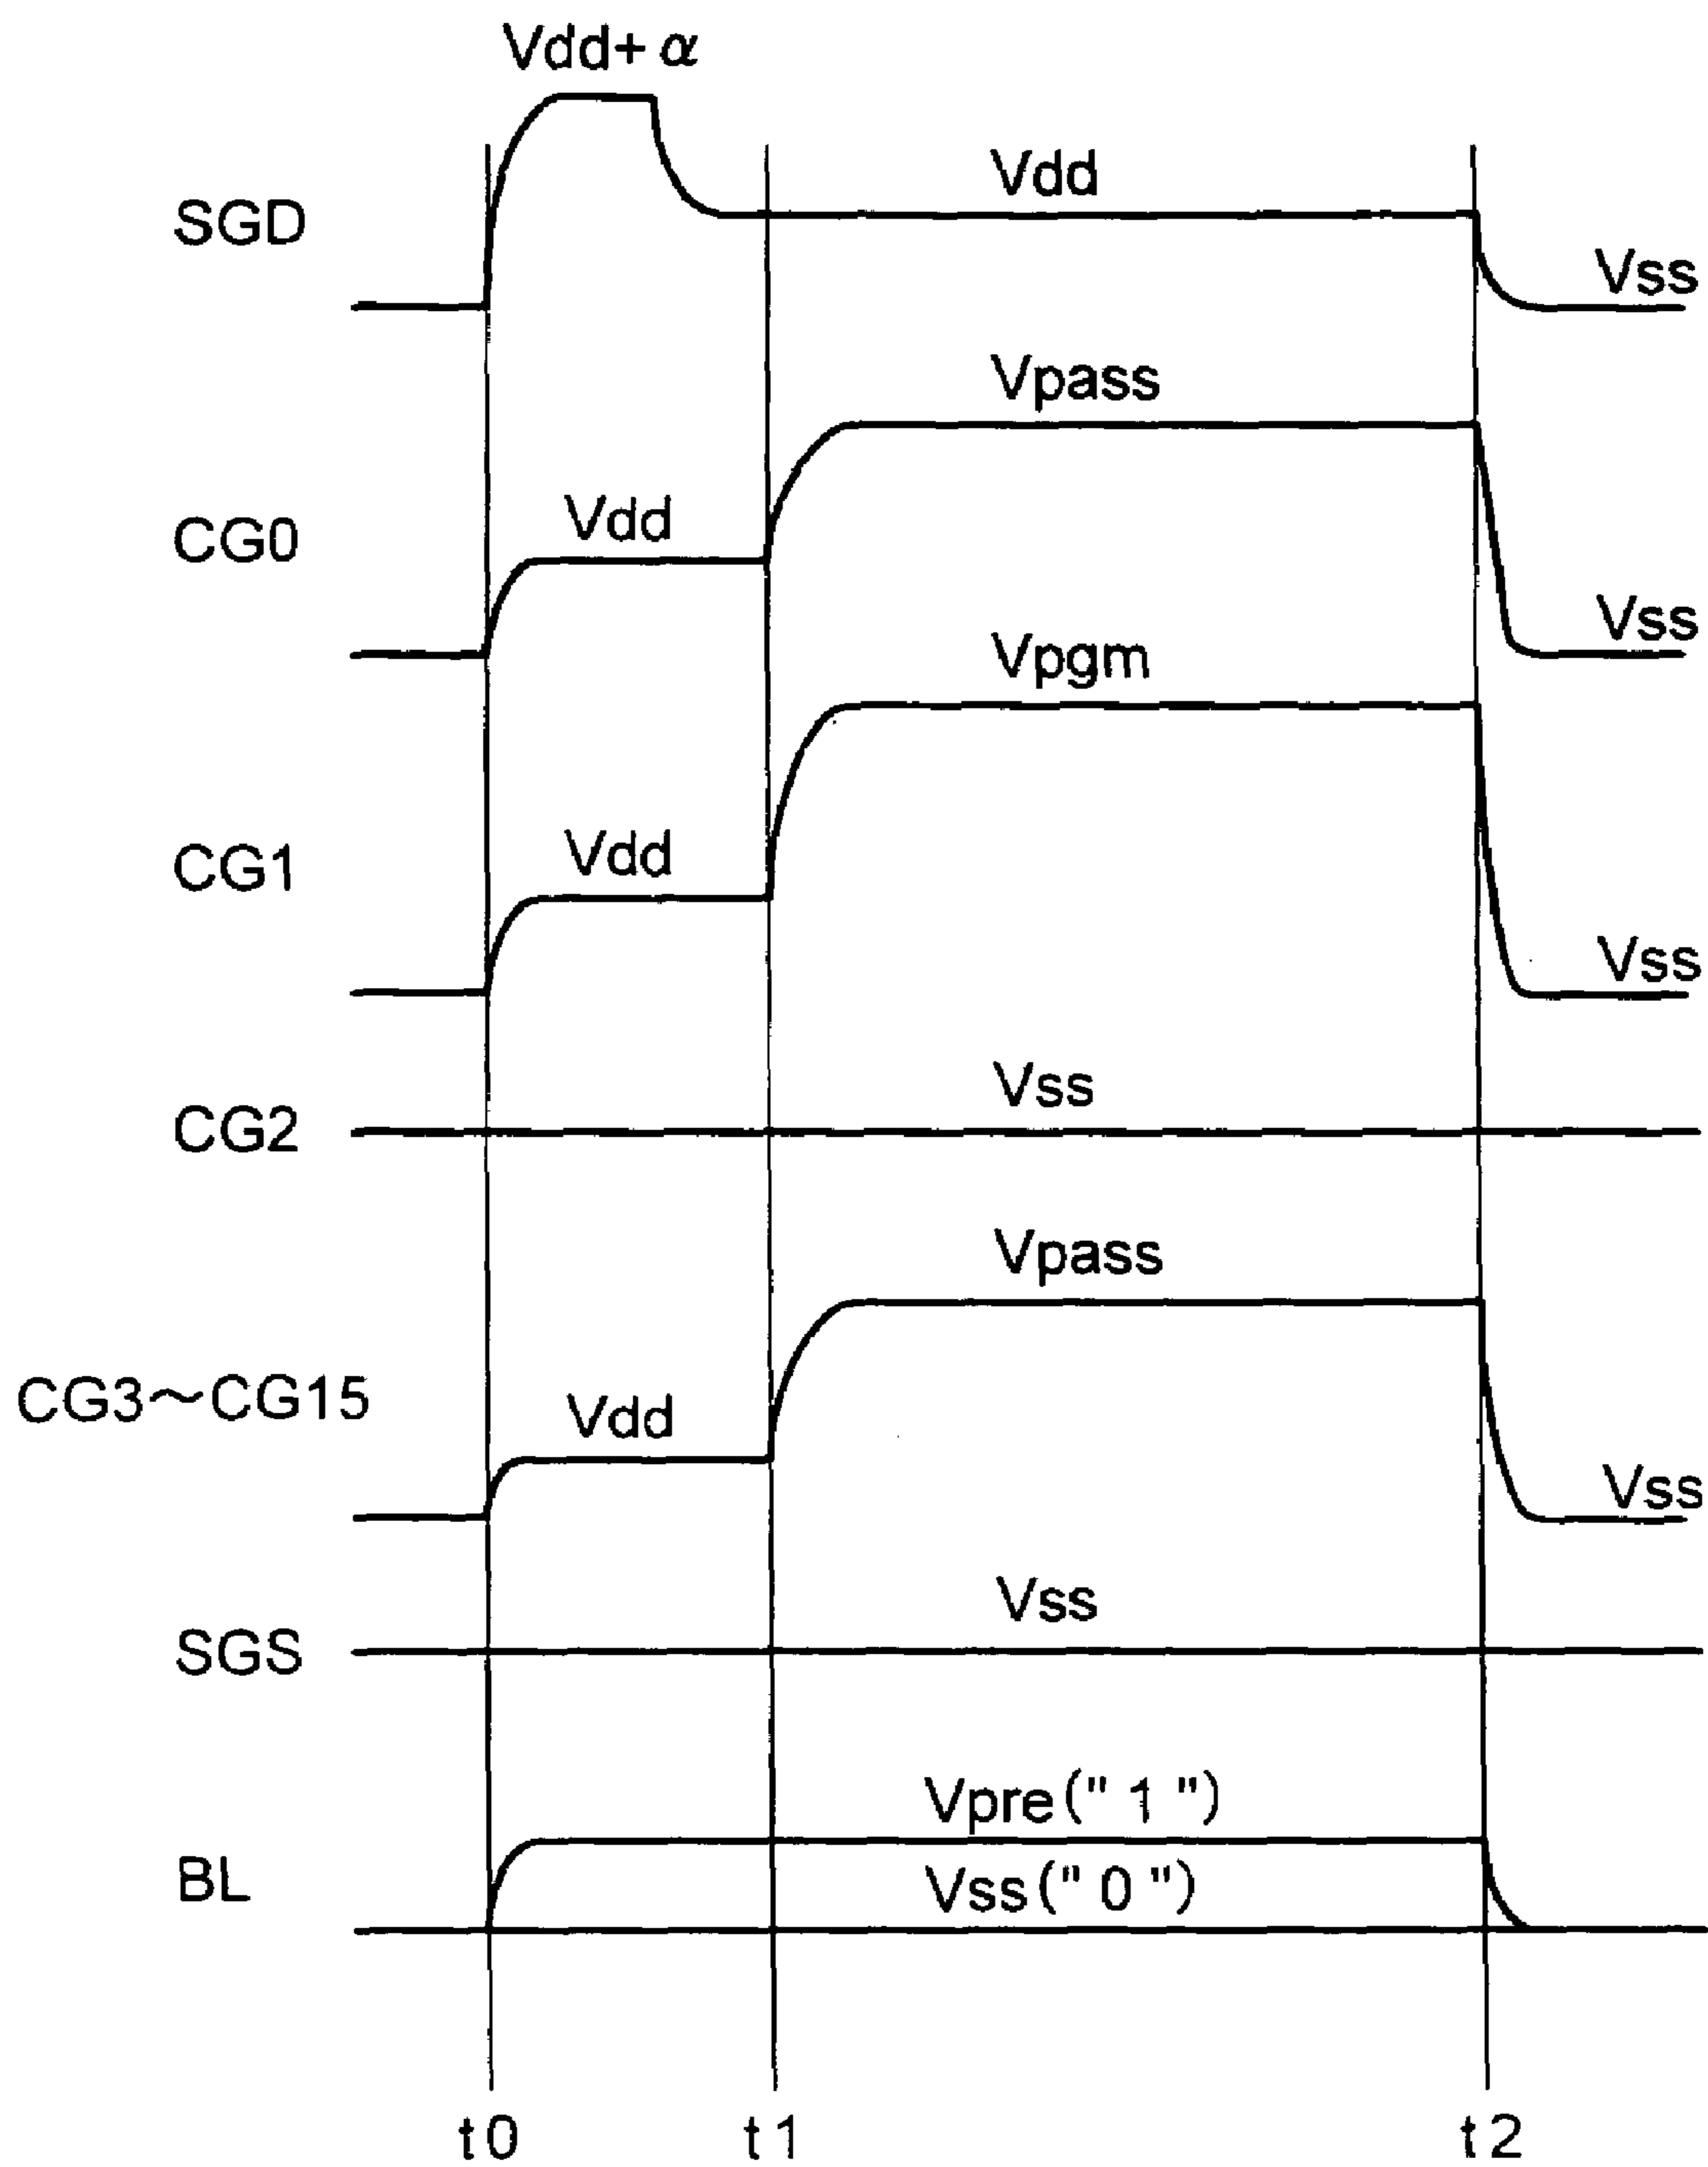 Vdd+α
SGD Vdd Vss
Vpass
CG0 Vdd Vss
Vpgm
CG1 Vdd Vss
CG2 Vss
Vpass
CG3～CG15 Vdd Vss
SGS Vss
Vpre("1")
BL Vss("0")
t0 t1 t2